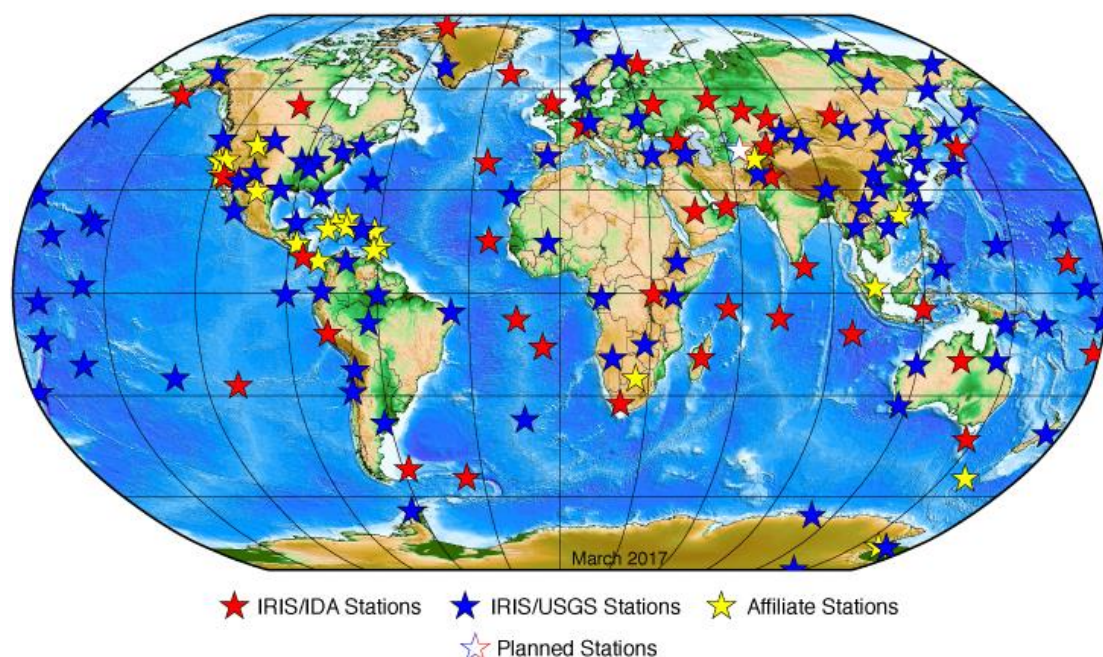 March 2017
IRIS/IDA Stations IRIS/USGS Stations Affiliate Stations
Planned Stations